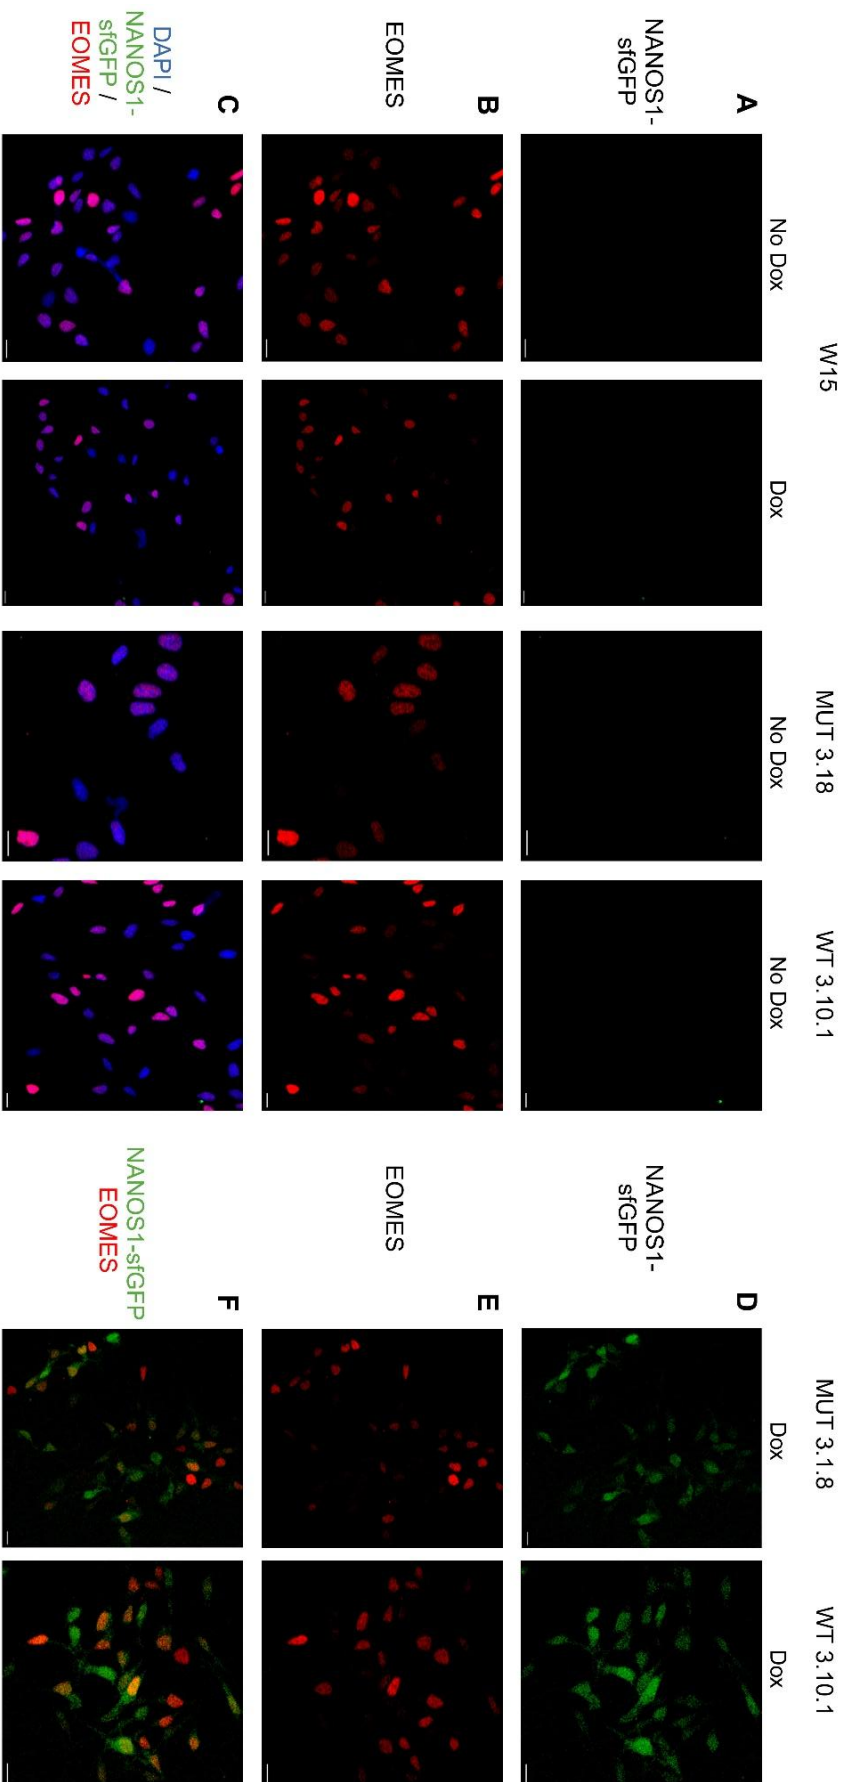 W15
MUT 3.18
WT 3.10.1
No Dox
Dox
No Dox
No Dox
A
NANOS1-
sfGFP
B
EOMES
C
DAPI /
NANOS1-
sfGFP /
EOMES
MUT 3.1.8
WT 3.10.1
Dox
Dox
D
NANOS1-
sfGFP
E
EOMES
F
NANOS1-sfGFP
EOMES